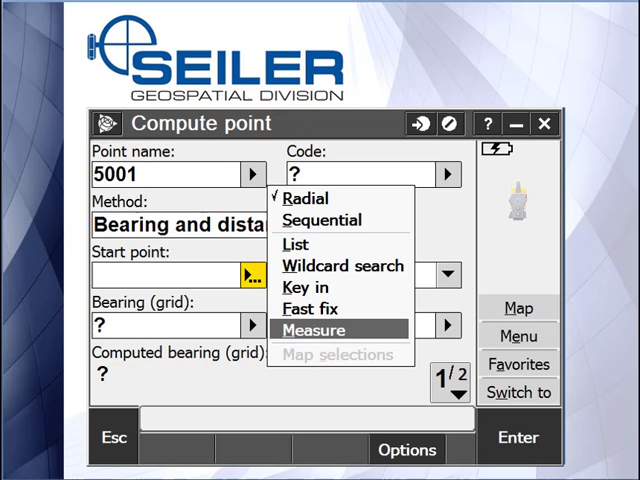 SEILER
GEOSPATIAL DIVISION
Compute point
?
Point name:
Code:
5001
?
Method:
Bearing and dista
Radial
Sequential
List
Wildcard search
Key in
Fast fix
Measure
Map selections
Start point:
...
Bearing (grid):
?
Computed bearing (grid):
?
1/2
Map
Menu
Favorites
Switch to
Esc
Options
Enter